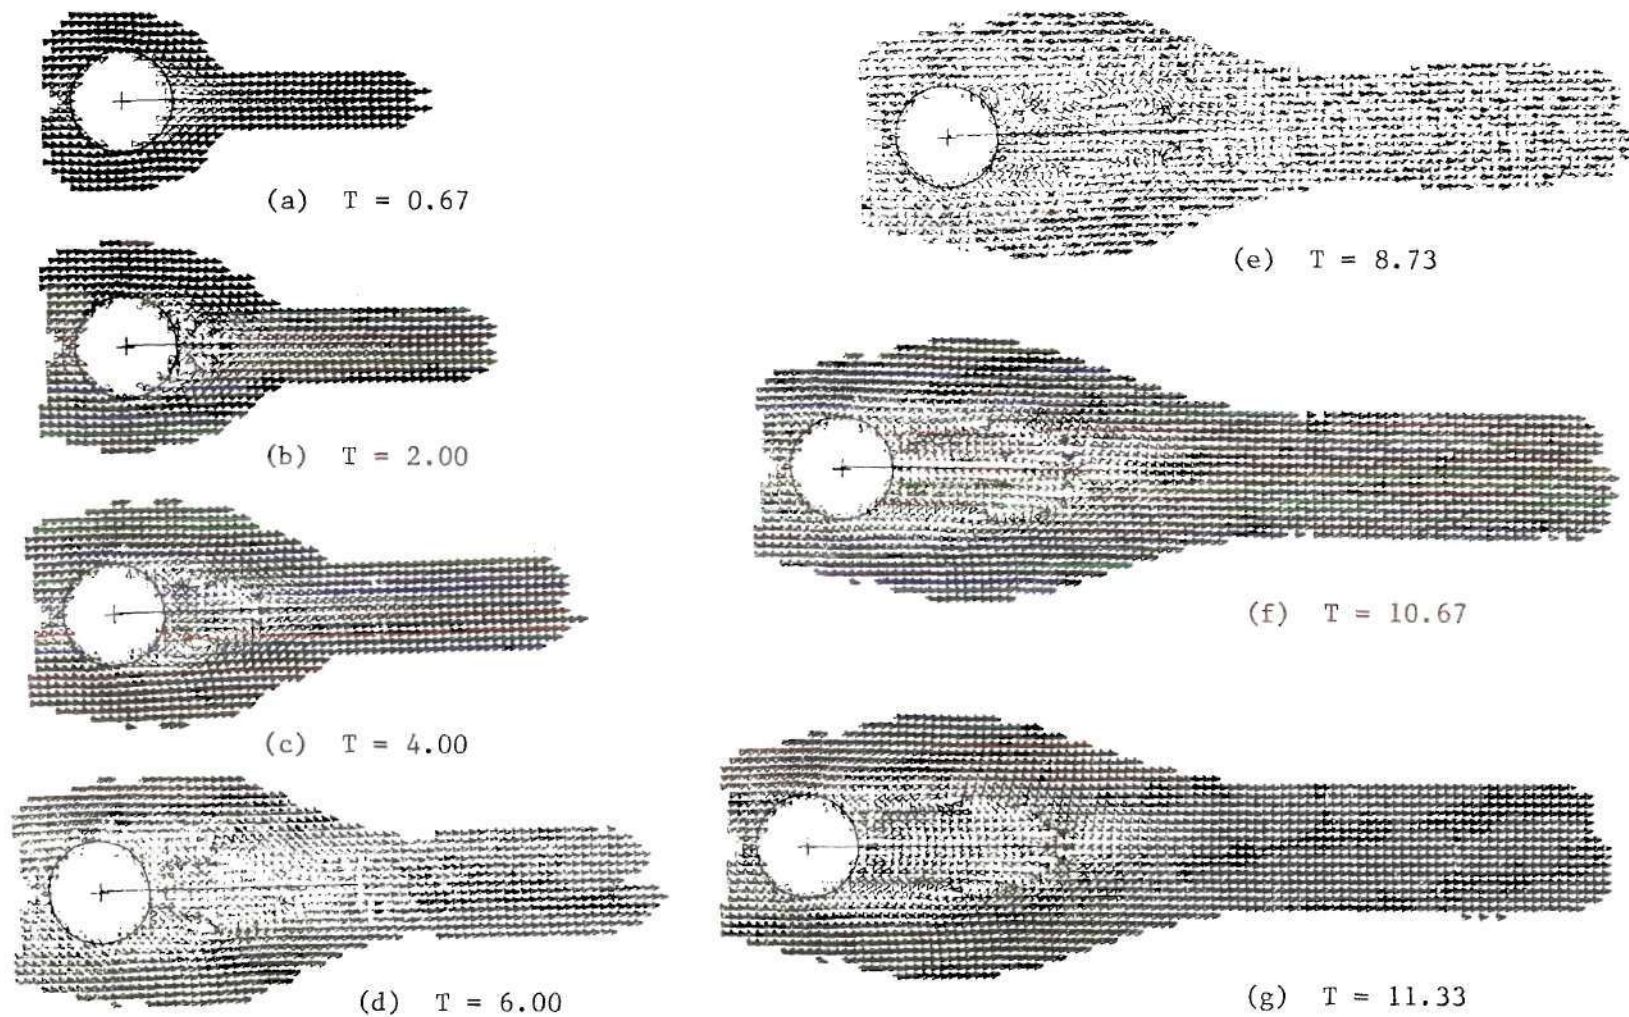 (a) T = 0.67
(b) T = 2.00
(c) T = 4.00
(d) T = 6.00
(e) T = 8.73
(f) T = 10.67
(g) T = 11.33